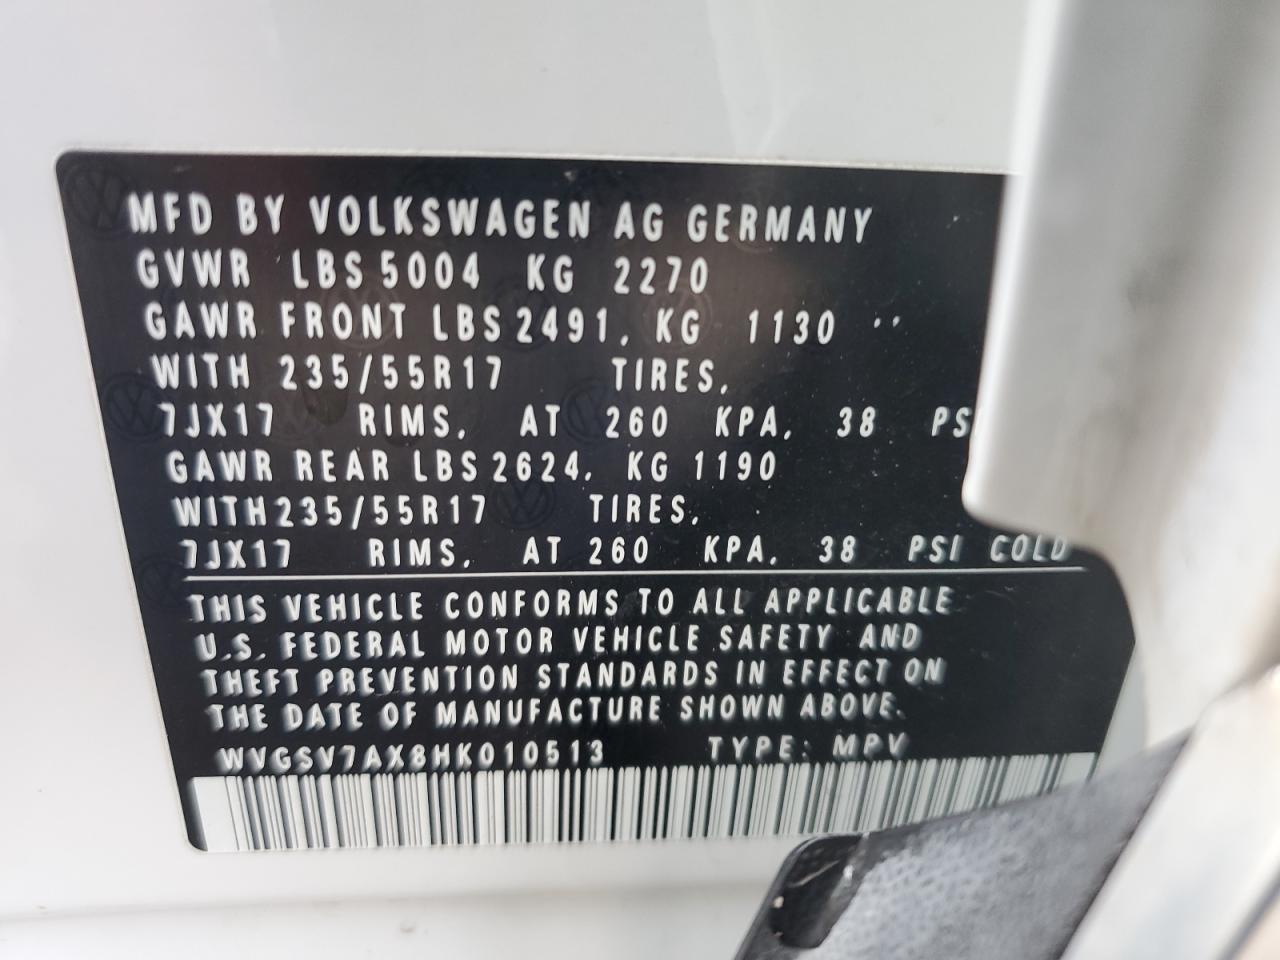 MFD BY VOLKSWAGEN AG GERMANY
GVWR LBS 5004 KG 2270
GAWR FRONT LBS 2491, KG 1130
WITH 235/55R17 TIRES,
7JX17 RIMS, AT 260 KPA, 38
GAWR REAR LBS 2624, KG 1190
WITH 235/55R17 TIRES,
7JX17 RIMS, AT 260 KPA, 38 PSI COLD
THIS VEHICLE CONFORMS TO ALL APPLICABLE
U.S. FEDERAL MOTOR VEHICLE SAFETY AND
THEFT PREVENTION STANDARDS IN EFFECT ON
THE DATE OF MANUFACTURE SHOWN ABOVE.
WVGSV7AX8HK010513 TYPE: MPV